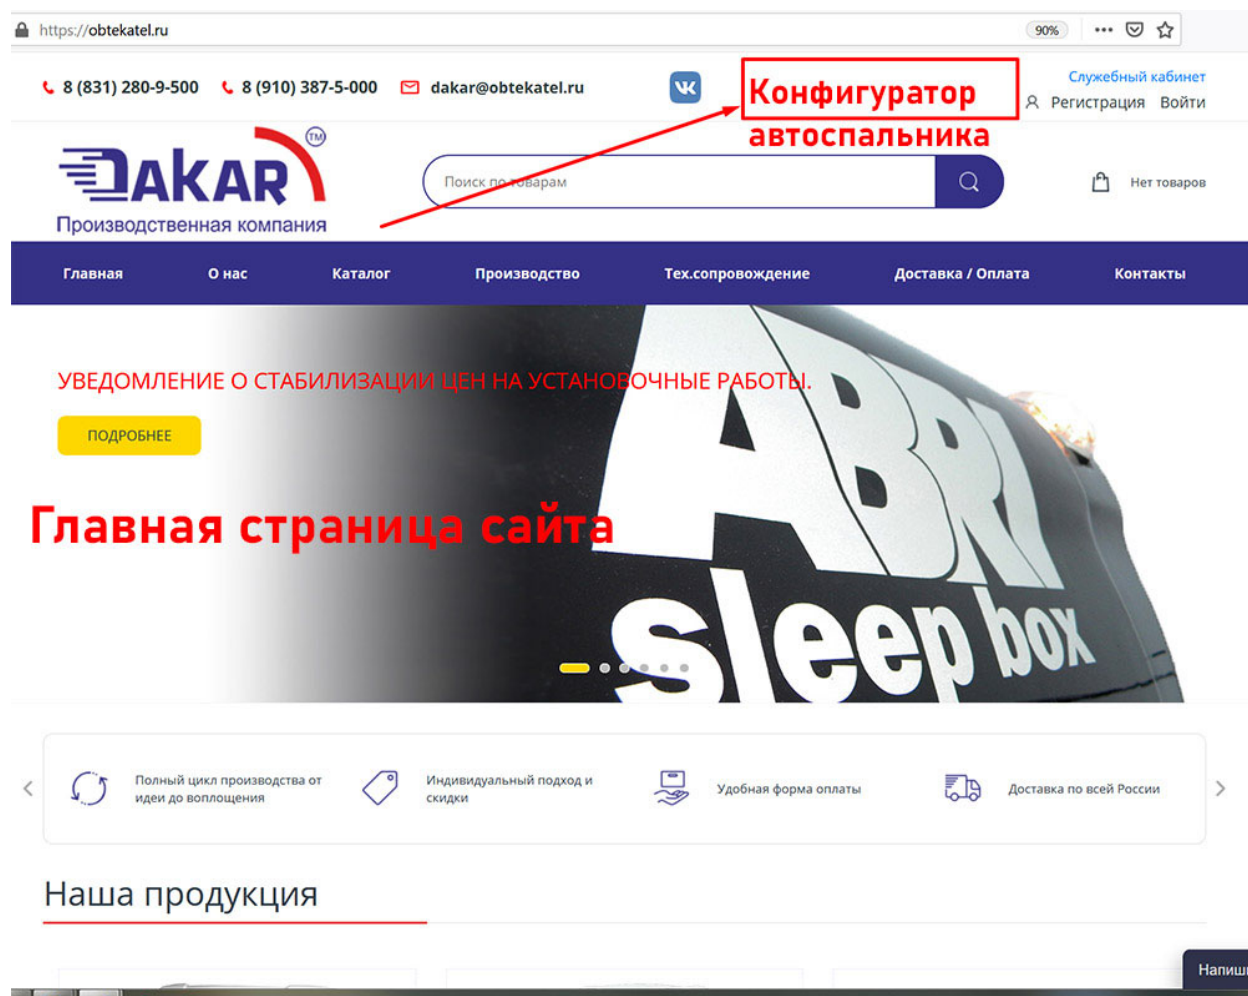 https://obtekatel.ru
90%
8 (831) 280-9-500 8 (910) 387-5-000 dakar@obtekatel.ru
Конфигуратор
автоспальника
Служебный кабинет
Регистрация Войти
DAKAR TM
Производственная компания
Поиск по товарам
Нет товаров
Главная О нас Каталог Производство Тех.сопровождение Доставка / Оплата Контакты
УВЕДОМЛЕНИЕ О СТАБИЛИЗАЦИИ ЦЕН НА УСТАНОВОЧНЫЕ РАБОТЫ.
ПОДРОБНЕЕ
ABRI
sleep box
Главная страница сайта
Полный цикл производства от
идеи до воплощения
Индивидуальный подход и
скидки
Удобная форма оплаты
Доставка по всей России
Наша продукция